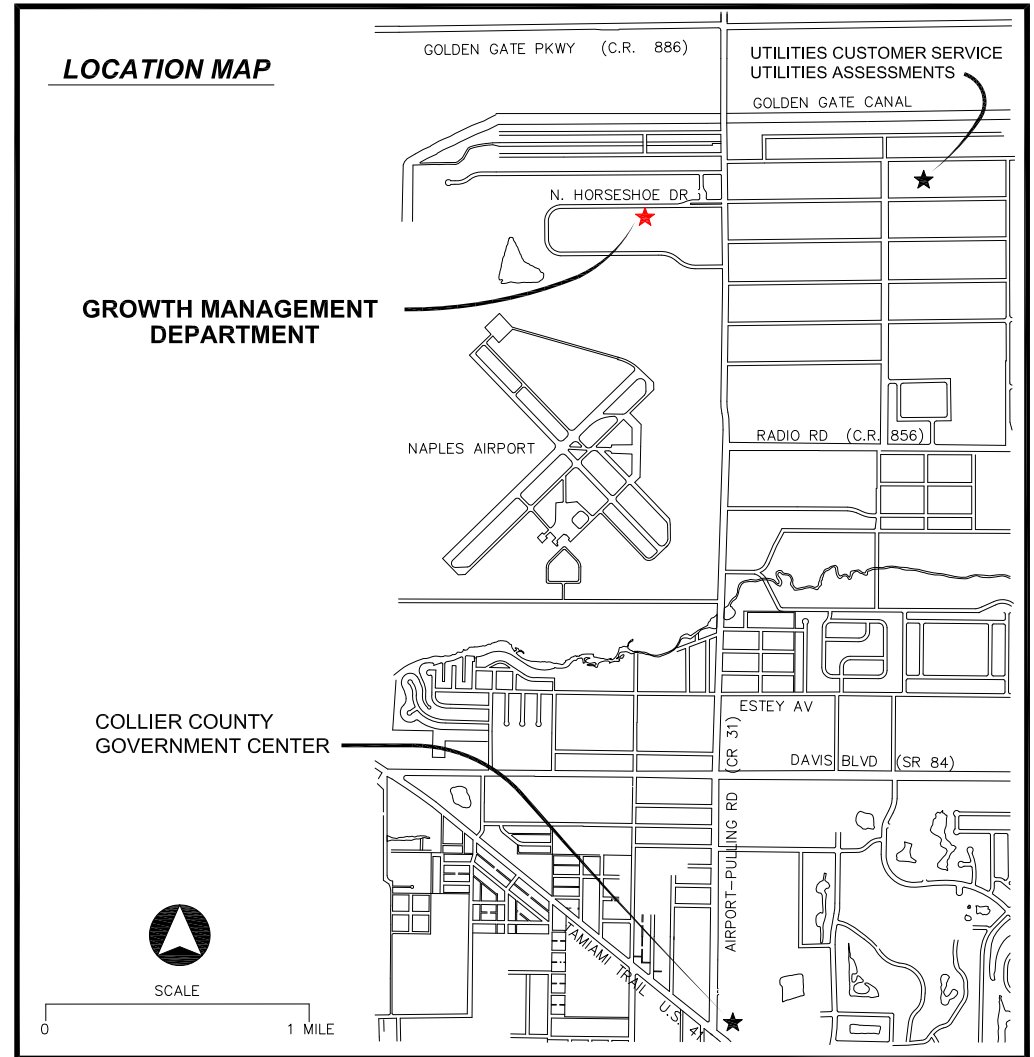 LOCATION MAP
GOLDEN GATE PKWY (C.R. 886)
UTILITIES CUSTOMER SERVICE
UTILITIES ASSESSMENTS
GOLDEN GATE CANAL
N. HORSESHOE DR
GROWTH MANAGEMENT
DEPARTMENT
NAPLES AIRPORT
RADIO RD (C.R. 856)
ESTEY AV
COLLIER COUNTY
GOVERNMENT CENTER
DAVIS BLVD (SR 84)
AIRPORT-PULLING RD (CR 31)
TAMIAMI TRAIL U.S. 41
SCALE
0 1 MILE